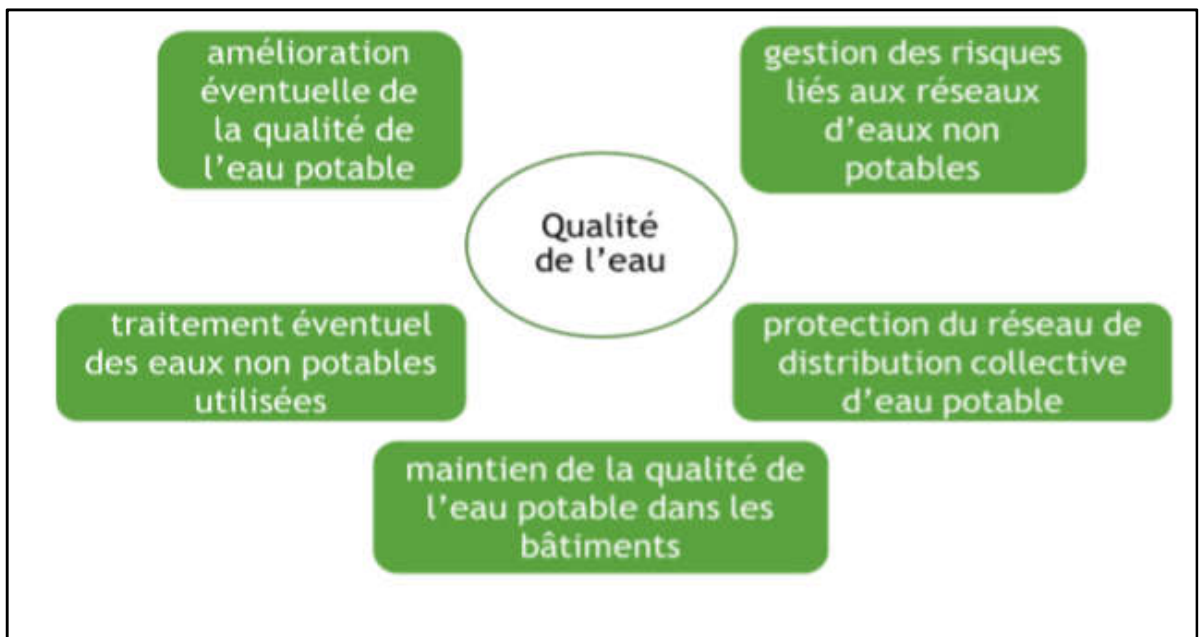 amélioration
éventuelle de
la qualité de
l'eau potable
gestion des risques
liés aux réseaux
d'eaux non
potables
Qualité
de l'eau
traitement éventuel
des eaux non potables
utilisées
protection du réseau de
distribution collective
d'eau potable
maintien de la qualité de
l'eau potable dans les
bâtiments